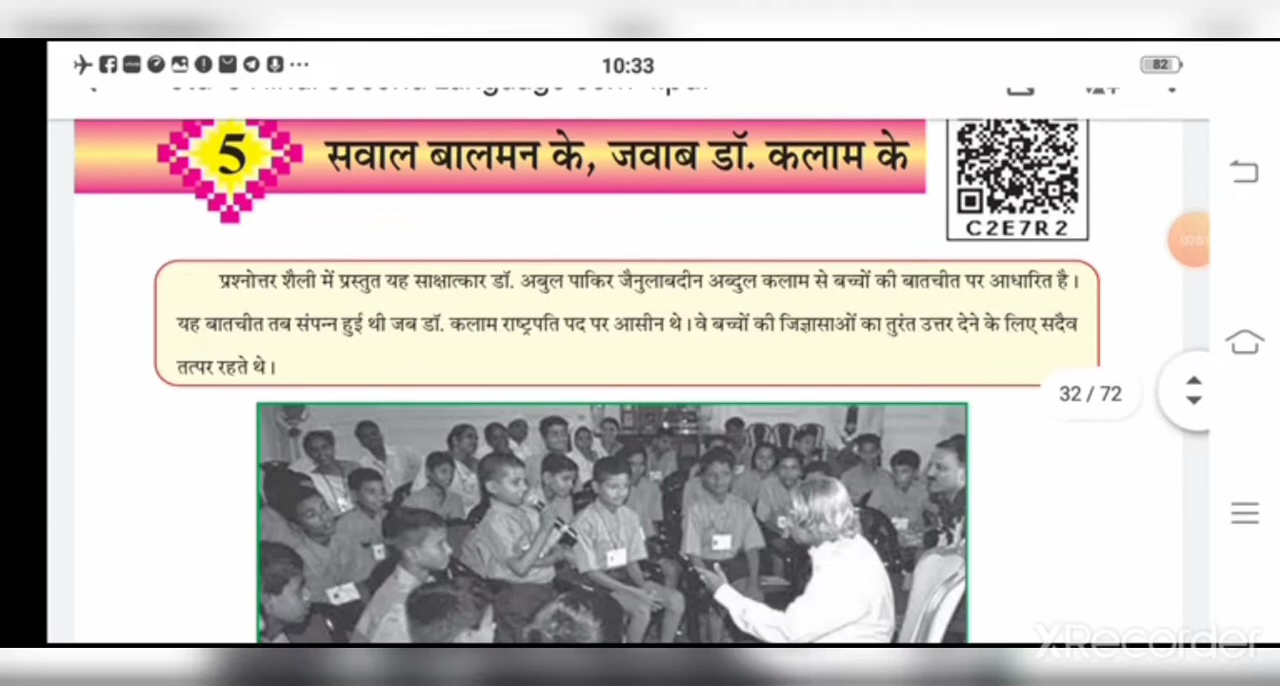 10:33
82
5
सवाल बालमन के, जवाब डॉ. कलाम के
C2E7R2
प्रश्नोत्तर शैली में प्रस्तुत यह साक्षात्कार डॉ. अबुल पाकिर जैनुलाबदीन अब्दुल कलाम से बच्चों की बातचीत पर आधारित है।
यह बातचीत तब संपन्न हुई थी जब डॉ. कलाम राष्ट्रपति पद पर आसीन थे। वे बच्चों की जिज्ञासाओं का तुरंत उत्तर देने के लिए सदैव
तत्पर रहते थे।
32 / 72
XRecorder